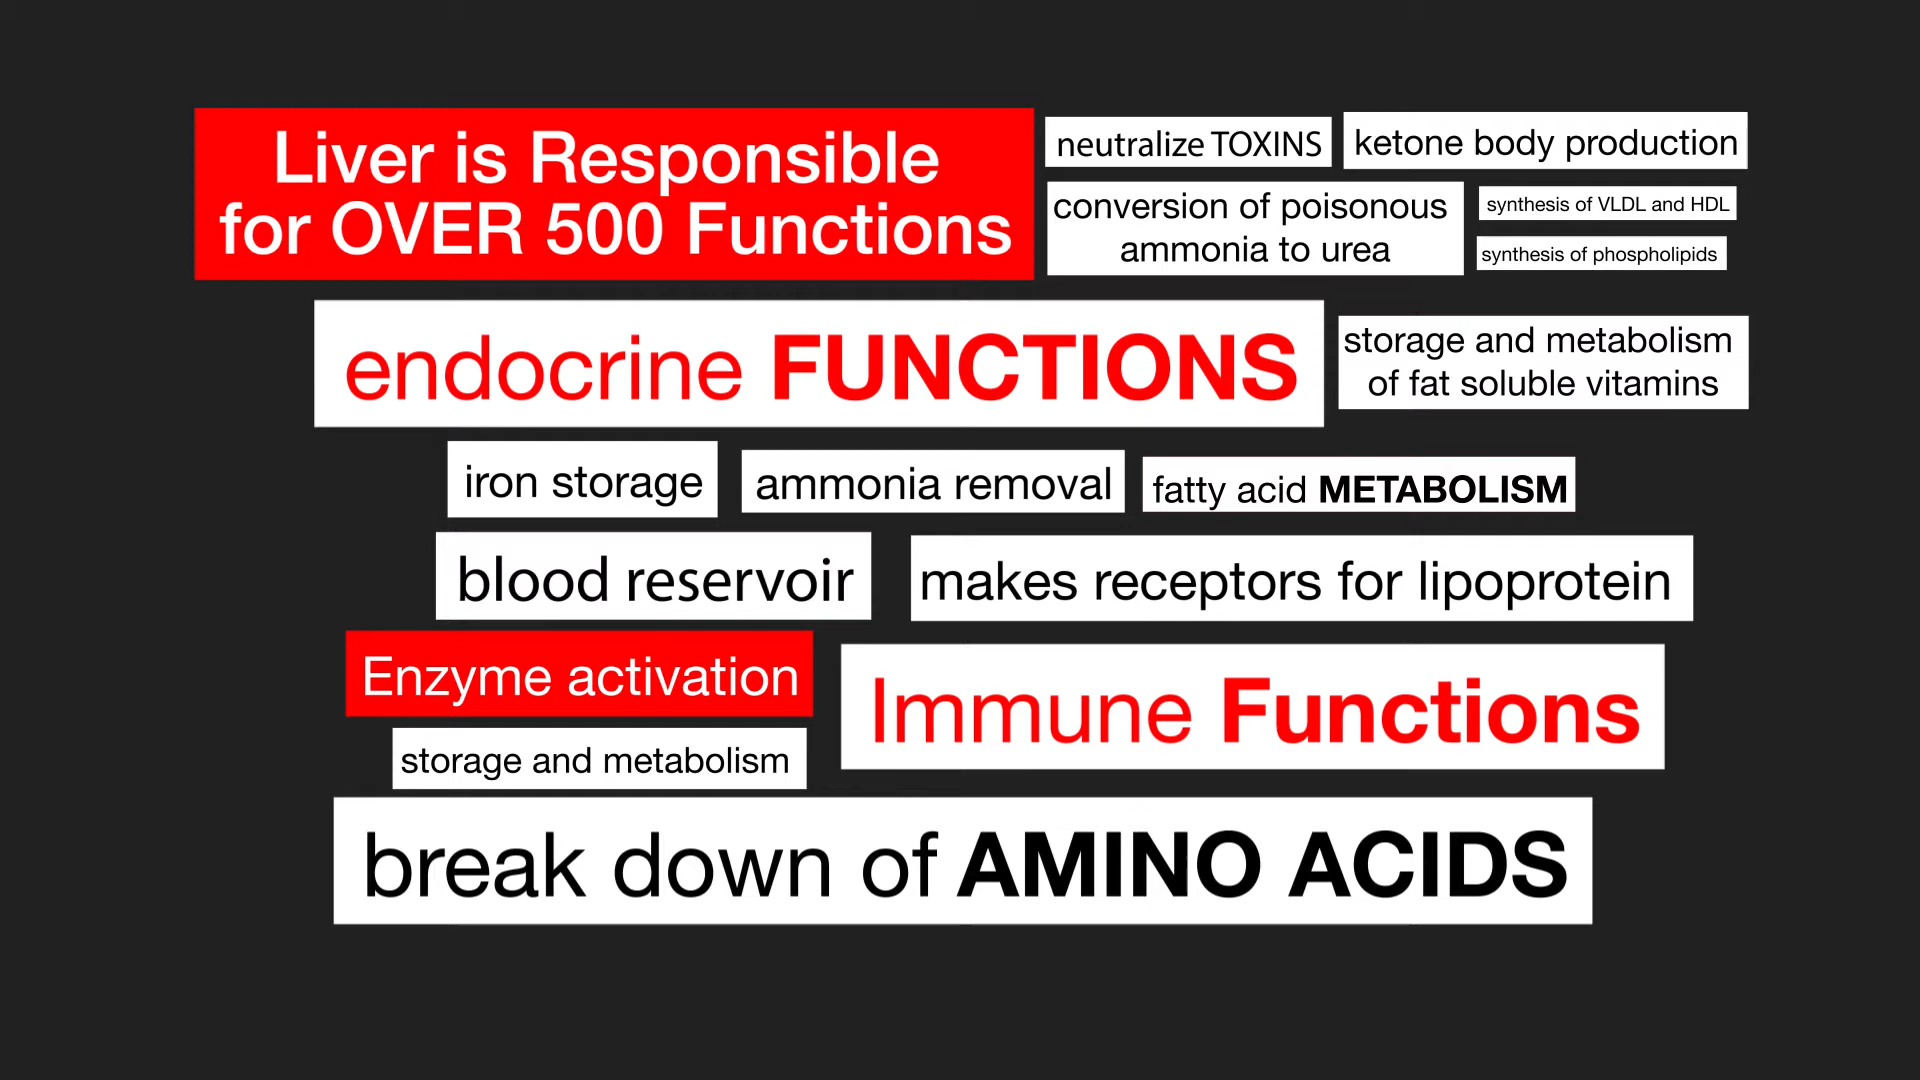 Liver is Responsible
for OVER 500 Functions
neutralize TOXINS
ketone body production
conversion of poisonous
ammonia to urea
synthesis of VLDL and HDL
synthesis of phospholipids
endocrine FUNCTIONS
storage and metabolism
of fat soluble vitamins
iron storage
ammonia removal
fatty acid METABOLISM
blood reservoir
makes receptors for lipoprotein
Enzyme activation
Immune Functions
storage and metabolism
break down of AMINO ACIDS